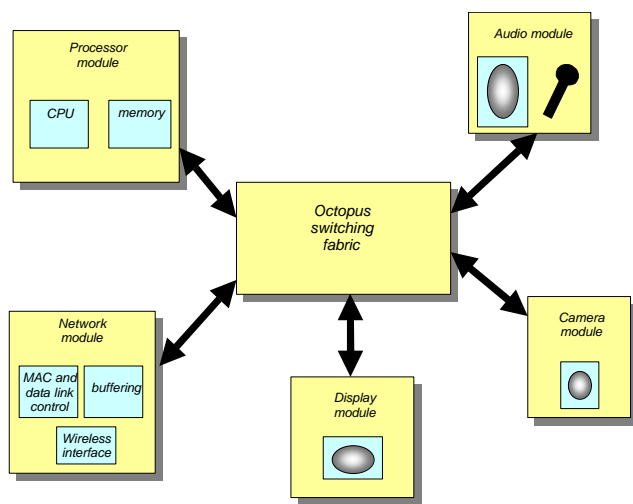 Processor
module
CPU
memory
Audio module
Octopus
switching
fabric
Network
module
MAC and
data link
control
buffering
Wireless
interface
Display
module
Camera
module